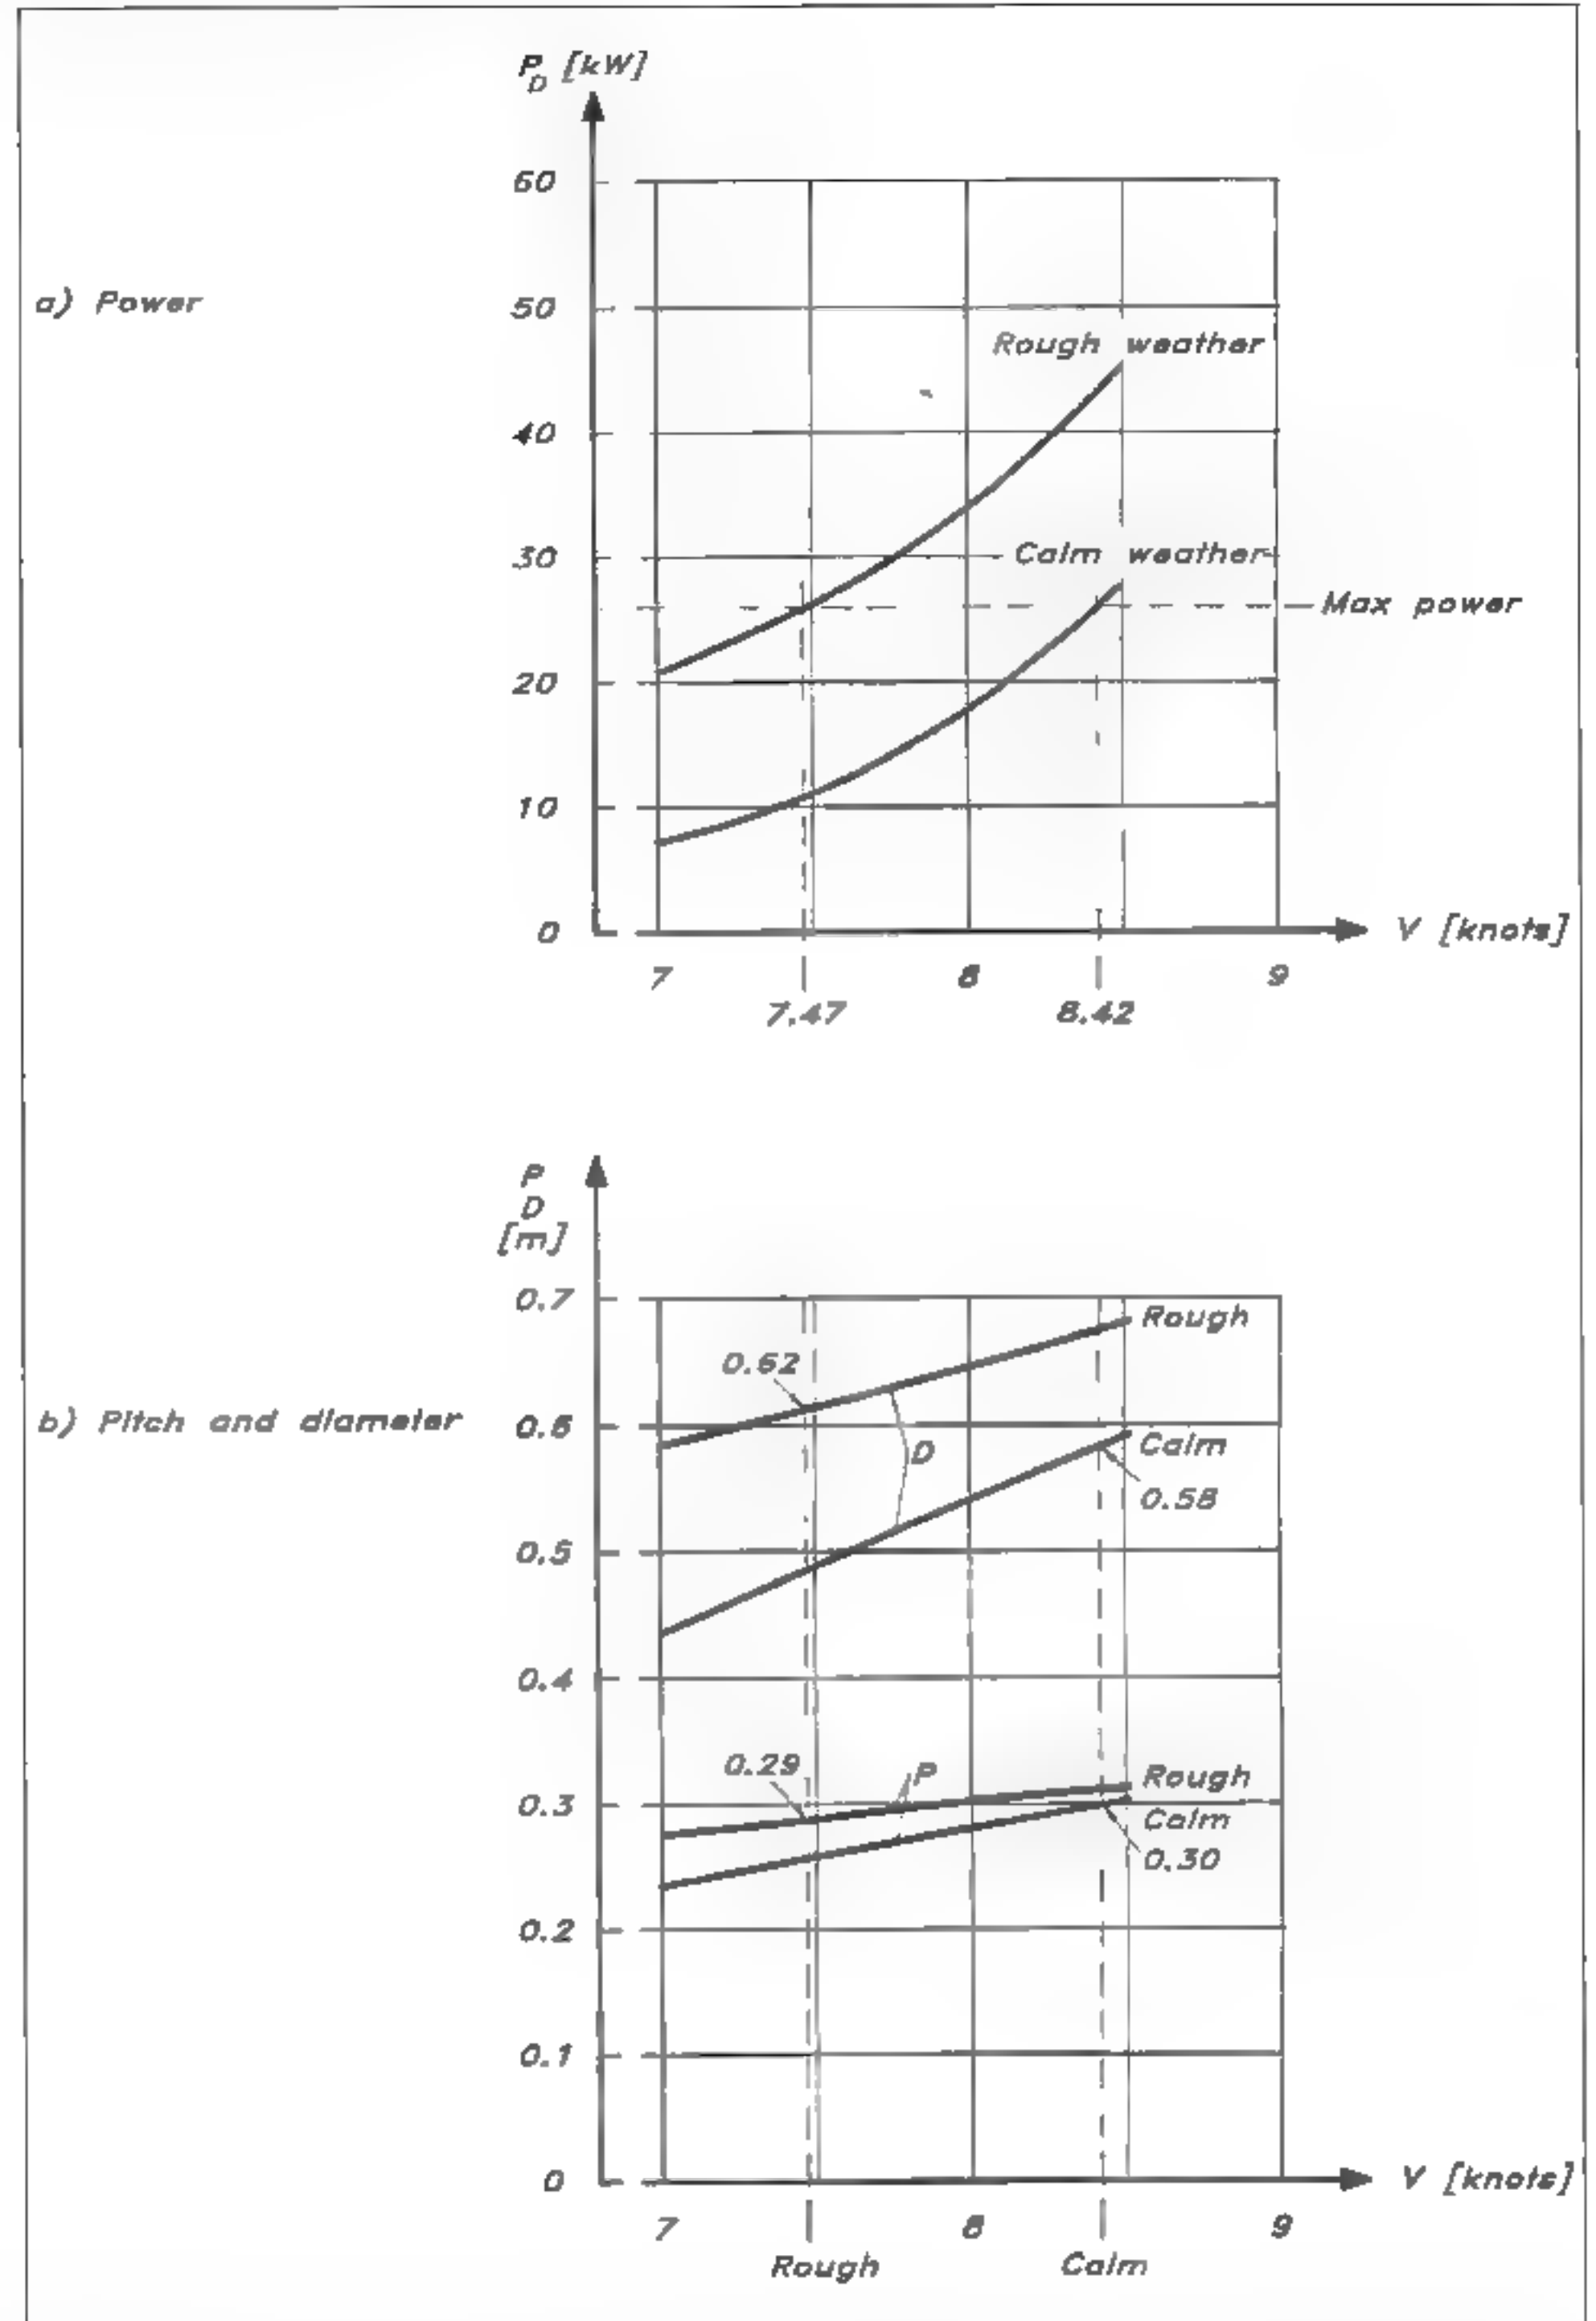 P_D [kW]
60
a) Power
50
Rough weather
40
30
Calm weather
Max power
20
10
0
V [knots]
7
8
9
7.47
8.42
P
D
[m]
0.7
Rough
0.62
b) Pitch and diameter
0.6
D
Calm
0.58
0.5
0.4
0.29
P
Rough
0.3
Calm
0.30
0.2
0.1
0
V [knots]
7
8
9
Rough
Calm